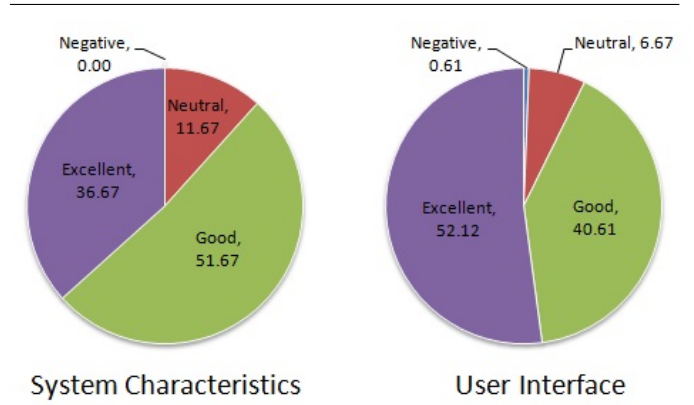 Negative,
0.00
Neutral,
11.67
Excellent,
36.67
Good,
51.67
System Characteristics
Negative,
0.61
Neutral, 6.67
Excellent,
52.12
Good,
40.61
User Interface